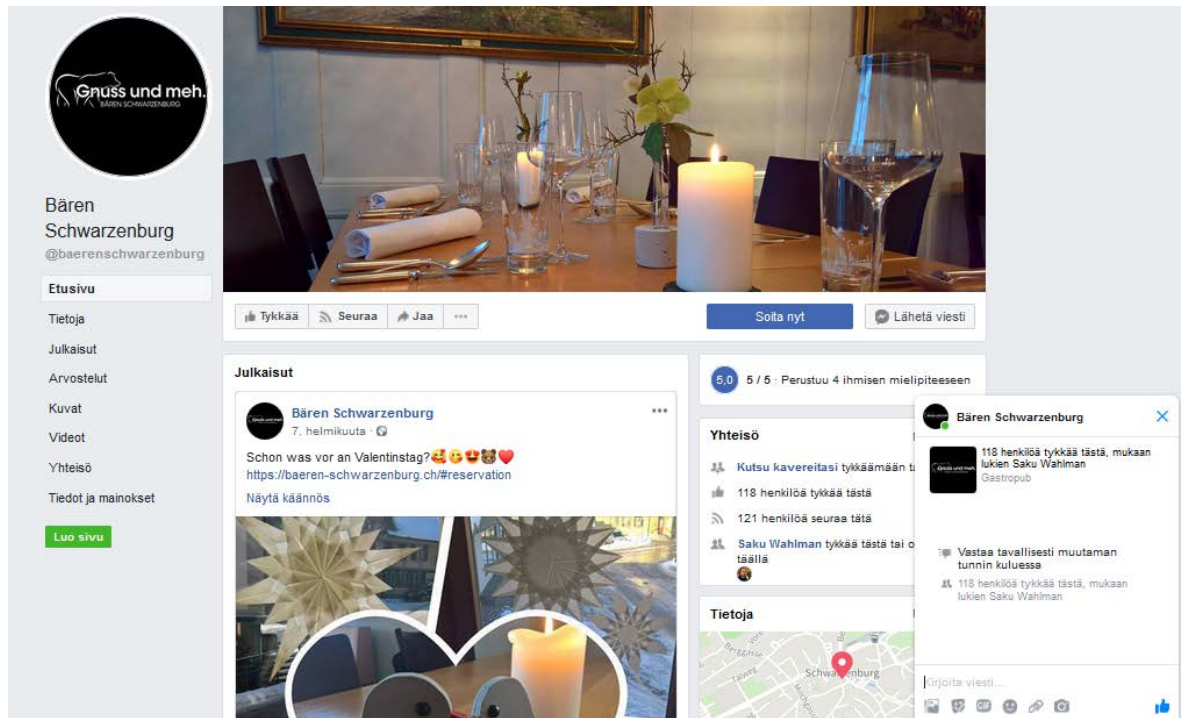 Gnuss und meh.
BÄREN SCHWARZENBURG
Bären
Schwarzenburg
@baerenschwarzenburg
Etusivu
Tietoja
Julkaisut
Arvostelut
Kuvat
Videot
Yhteisö
Tiedot ja mainokset
Luo sivu
Tykkää Seuraa Jaa ...
Soita nyt Lähetä viesti
Julkaisut
Bären Schwarzenburg
7. helmikuuta ·
Schon was vor an Valentinstag?🥰😋😍🐻❤️
https://baeren-schwarzenburg.ch/#reservation
Näytä käännös
5,0 5 / 5 · Perustuu 4 ihmisen mielipiteeseen
Yhteisö
Kutsu kavereitasi tykkäämään
118 henkilöä tykkää tästä
121 henkilöä seuraa tätä
Saku Wahlman tykkää tästä tai
täällä
Tietoja
Schwarzenburg
Bären Schwarzenburg
118 henkilöä tykkää tästä, mukaan
lukien Saku Wahlman
Gastropub
Vastaa tavallisesti muutaman
tunnin kuluessa
118 henkilöä tykkää tästä, mukaan
lukien Saku Wahlman
Kirjoita viesti...
GIF